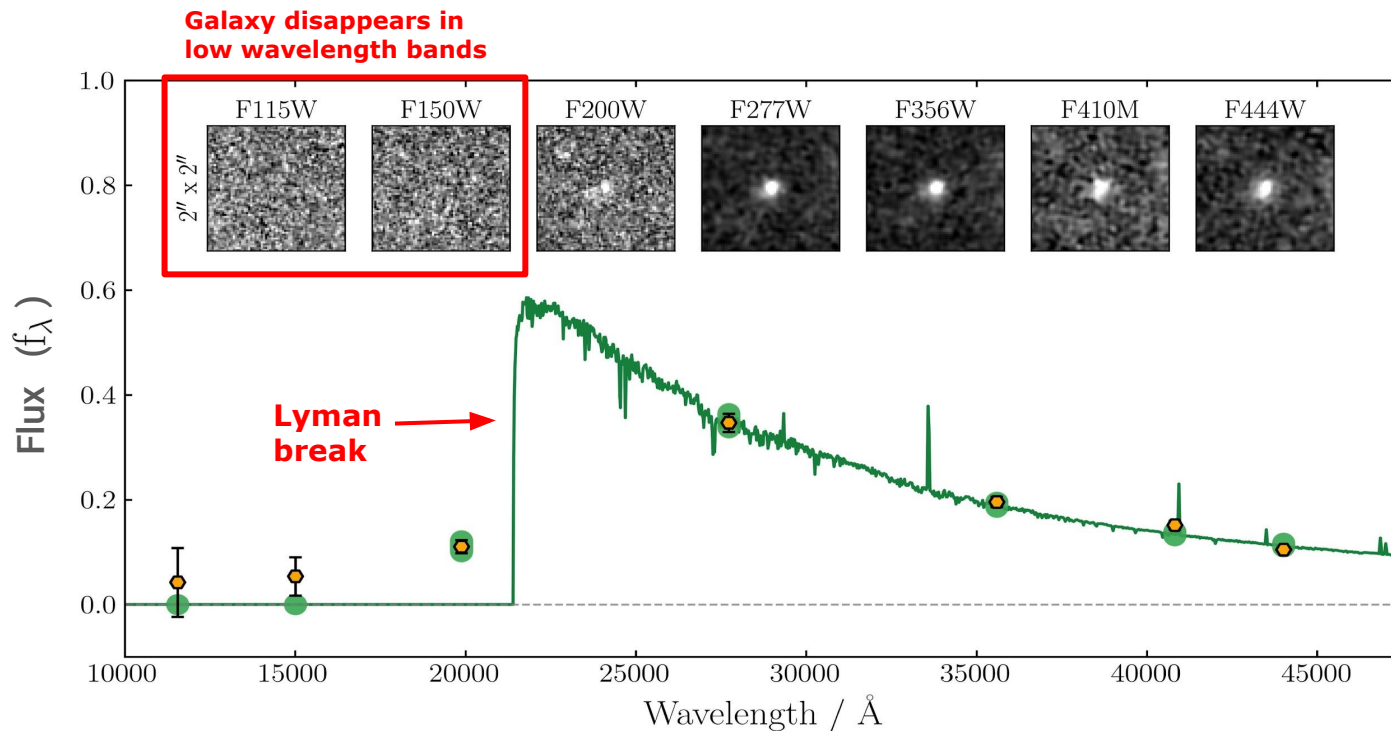 Galaxy disappears in
low wavelength bands
1.0
0.8
0.6
0.4
0.2
0.0
Flux (f_λ)
F115W
F150W
F200W
F277W
F356W
F410M
F444W
2″ x 2″
Lyman
break
10000
15000
20000
25000
30000
35000
40000
45000
Wavelength / Å